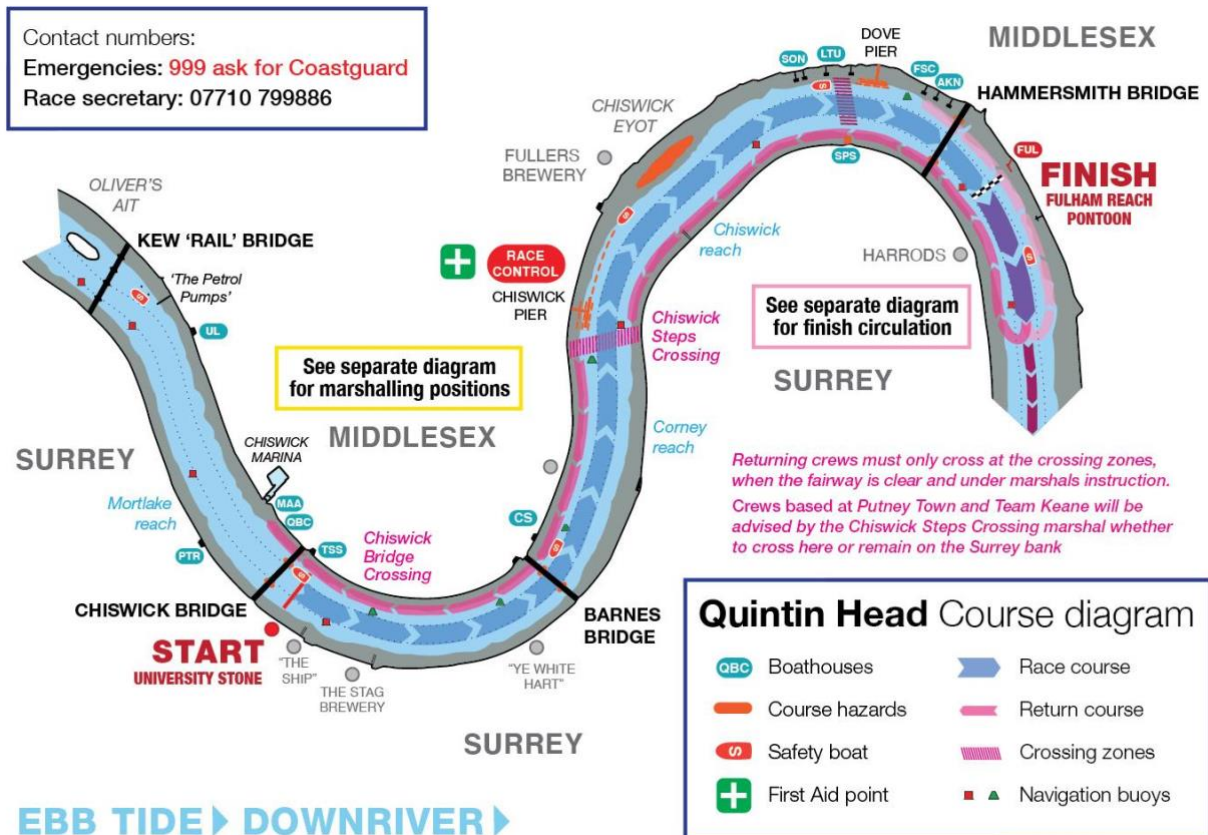 Contact numbers:
Emergencies: 999 ask for Coastguard
Race secretary: 07710 799886
OLIVER'S
AIT
KEW 'RAIL' BRIDGE
'The Petrol
Pumps'
S
UL
SURREY
Mortlake
reach
PTR
CHISWICK
MARINA
MAA
QBC
TSS
S
CHISWICK BRIDGE
START
UNIVERSITY STONE
"THE
SHIP"
THE STAG
BREWERY
"YE WHITE
HART"
SURREY
Chiswick
Bridge
Crossing
See separate diagram
for marshalling positions
MIDDLESEX
CS
S
BARNES
BRIDGE
RACE
CONTROL
CHISWICK
PIER
FULLERS
BREWERY
CHISWICK
EYOT
S
Chiswick
Steps
Crossing
Corney
reach
Chiswick
reach
SON
LTU
S
DOVE
PIER
FSC
AKN
SPS
MIDDLESEX
HAMMERSMITH BRIDGE
FUL
FINISH
FULHAM REACH
PONTOON
HARRODS
S
See separate diagram
for finish circulation
SURREY
Returning crews must only cross at the crossing zones,
when the fairway is clear and under marshals instruction.
Crews based at Putney Town and Team Keane will be
advised by the Chiswick Steps Crossing marshal whether
to cross here or remain on the Surrey bank
Quintin Head Course diagram
QBC Boathouses
Course hazards
S Safety boat
First Aid point
Race course
Return course
Crossing zones
Navigation buoys
EBB TIDE DOWNRIVER